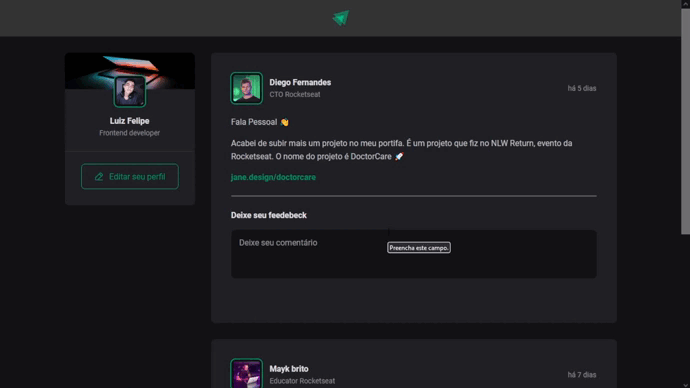 Luiz Felipe
Frontend developer
Editar seu perfil
Diego Fernandes
CTO Rocketseat
há 5 dias
Fala Pessoal 👋
Acabei de subir mais um projeto no meu portifa. É um projeto que fiz no NLW Return, evento da
Rocketseat. O nome do projeto é DoctorCare 🚀
jane.design/doctorcare
Deixe seu feedebeck
Deixe seu comentário
Preencha este campo.
Mayk brito
Educator Rocketseat
há 7 dias